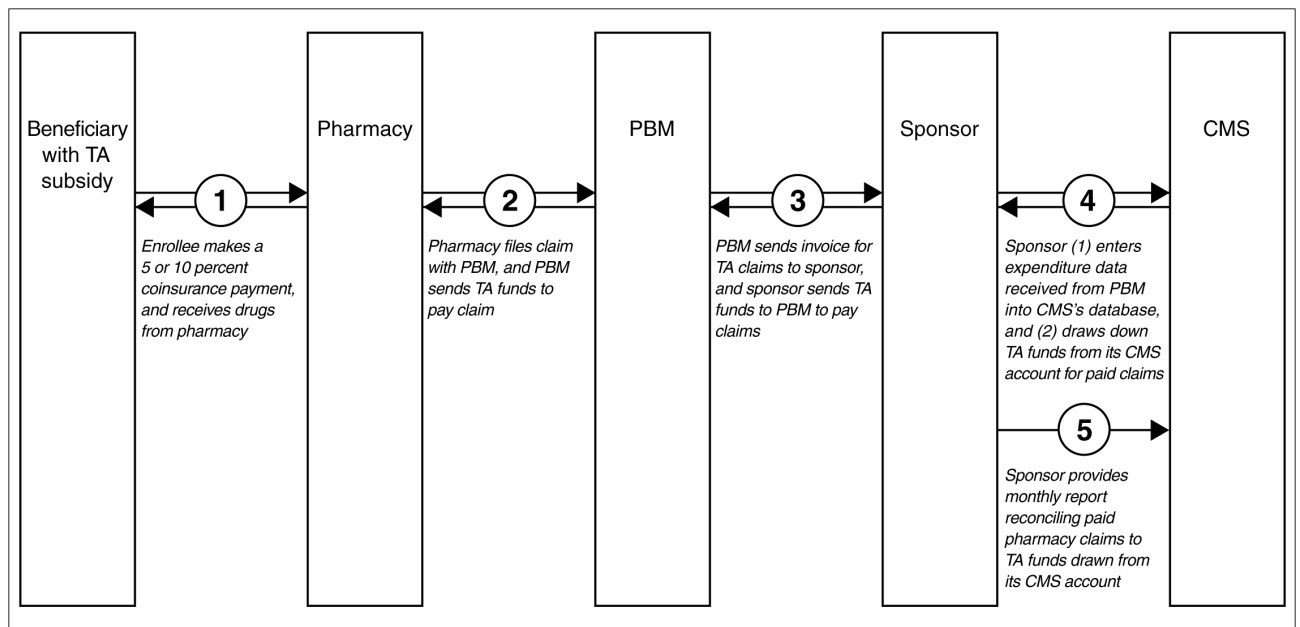 Beneficiary
with TA
subsidy
Pharmacy
PBM
Sponsor
CMS
1
Enrollee makes a
5 or 10 percent
coinsurance payment,
and receives drugs
from pharmacy
2
Pharmacy files claim
with PBM, and PBM
sends TA funds to
pay claim
3
PBM sends invoice for
TA claims to sponsor,
and sponsor sends TA
funds to PBM to pay
claims
4
Sponsor (1) enters
expenditure data
received from PBM
into CMS's database,
and (2) draws down
TA funds from its CMS
account for paid claims
5
Sponsor provides
monthly report
reconciling paid
pharmacy claims to
TA funds drawn from
its CMS account